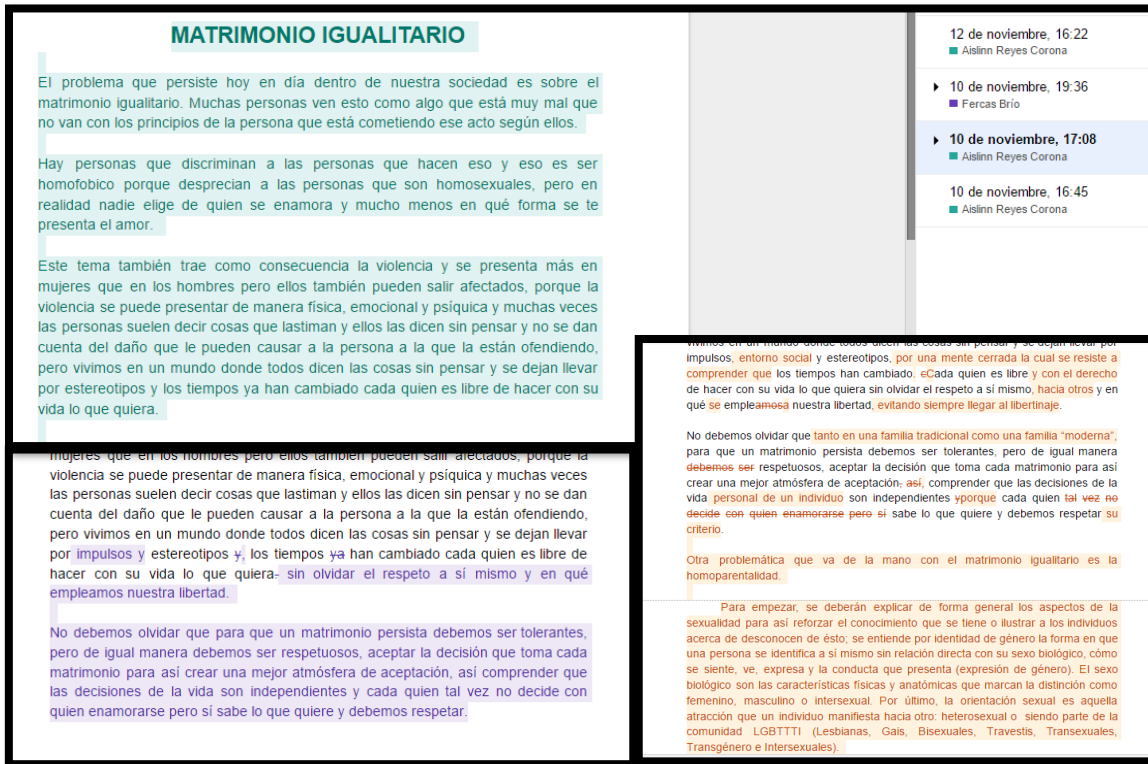 MATRIMONIO IGUALITARIO
El problema que persiste hoy en día dentro de nuestra sociedad es sobre el
matrimonio igualitario. Muchas personas ven esto como algo que está muy mal que
no van con los principios de la persona que está cometiendo ese acto según ellos.
Hay personas que discriminan a las personas que hacen eso y eso es ser
homofobico porque desprecian a las personas que son homosexuales, pero en
realidad nadie elige de quien se enamora y mucho menos en qué forma se te
presenta el amor.
Este tema también trae como consecuencia la violencia y se presenta más en
mujeres que en los hombres pero ellos también pueden salir afectados, porque la
violencia se puede presentar de manera física, emocional y psíquica y muchas veces
las personas suelen decir cosas que lastiman y ellos las dicen sin pensar y no se dan
cuenta del daño que le pueden causar a la persona a la que la están ofendiendo,
pero vivimos en un mundo donde todos dicen las cosas sin pensar y se dejan llevar
por estereotipos y los tiempos ya han cambiado cada quien es libre de hacer con su
vida lo que quiera.
12 de noviembre, 16:22
Aislinn Reyes Corona
10 de noviembre, 19:36
Fercas Brío
10 de noviembre, 17:08
Aislinn Reyes Corona
10 de noviembre, 16:45
Aislinn Reyes Corona
mujeres que en los hombres pero ellos también pueden salir afectados, porque la
violencia se puede presentar de manera física, emocional y psíquica y muchas veces
las personas suelen decir cosas que lastiman y ellos las dicen sin pensar y no se dan
cuenta del daño que le pueden causar a la persona a la que la están ofendiendo,
pero vivimos en un mundo donde todos dicen las cosas sin pensar y se dejan llevar
por impulsos y estereotipos y, los tiempos ya han cambiado cada quien es libre de
hacer con su vida lo que quiera. sin olvidar el respeto a sí mismo y en qué
empleamos nuestra libertad.
No debemos olvidar que para que un matrimonio persista debemos ser tolerantes,
pero de igual manera debemos ser respetuosos, aceptar la decisión que toma cada
matrimonio para así crear una mejor atmósfera de aceptación, así comprender que
las decisiones de la vida son independientes y cada quien tal vez no decide con
quien enamorarse pero sí sabe lo que quiere y debemos respetar.
vivimos en un mundo donde todos dicen las cosas sin pensar y se dejan llevar por
impulsos, entorno social y estereotipos, por una mente cerrada la cual se resiste a
comprender que los tiempos han cambiado. cCada quien es libre y con el derecho
de hacer con su vida lo que quiera sin olvidar el respeto a sí mismo, hacia otros y en
qué se empleamosa nuestra libertad, evitando siempre llegar al libertinaje.
No debemos olvidar que tanto en una familia tradicional como una familia “moderna”,
para que un matrimonio persista debemos ser tolerantes, pero de igual manera
debemos ser respetuosos, aceptar la decisión que toma cada matrimonio para así
crear una mejor atmósfera de aceptación, así, comprender que las decisiones de la
vida personal de un individuo son independientes yporque cada quien tal vez no
decide con quien enamorarse pero sí sabe lo que quiere y debemos respetar su
criterio.
Otra problemática que va de la mano con el matrimonio igualitario es la
homoparentalidad.
Para empezar, se deberán explicar de forma general los aspectos de la
sexualidad para así reforzar el conocimiento que se tiene o ilustrar a los individuos
acerca de desconocen de ésto; se entiende por identidad de género la forma en que
una persona se identifica a sí mismo sin relación directa con su sexo biológico, cómo
se siente, ve, expresa y la conducta que presenta (expresión de género). El sexo
biológico son las características físicas y anatómicas que marcan la distinción como
femenino, masculino o intersexual. Por último, la orientación sexual es aquella
atracción que un individuo manifiesta hacia otro: heterosexual o siendo parte de la
comunidad LGBTTTI (Lesbianas, Gais, Bisexuales, Travestis, Transexuales,
Transgénero e Intersexuales).